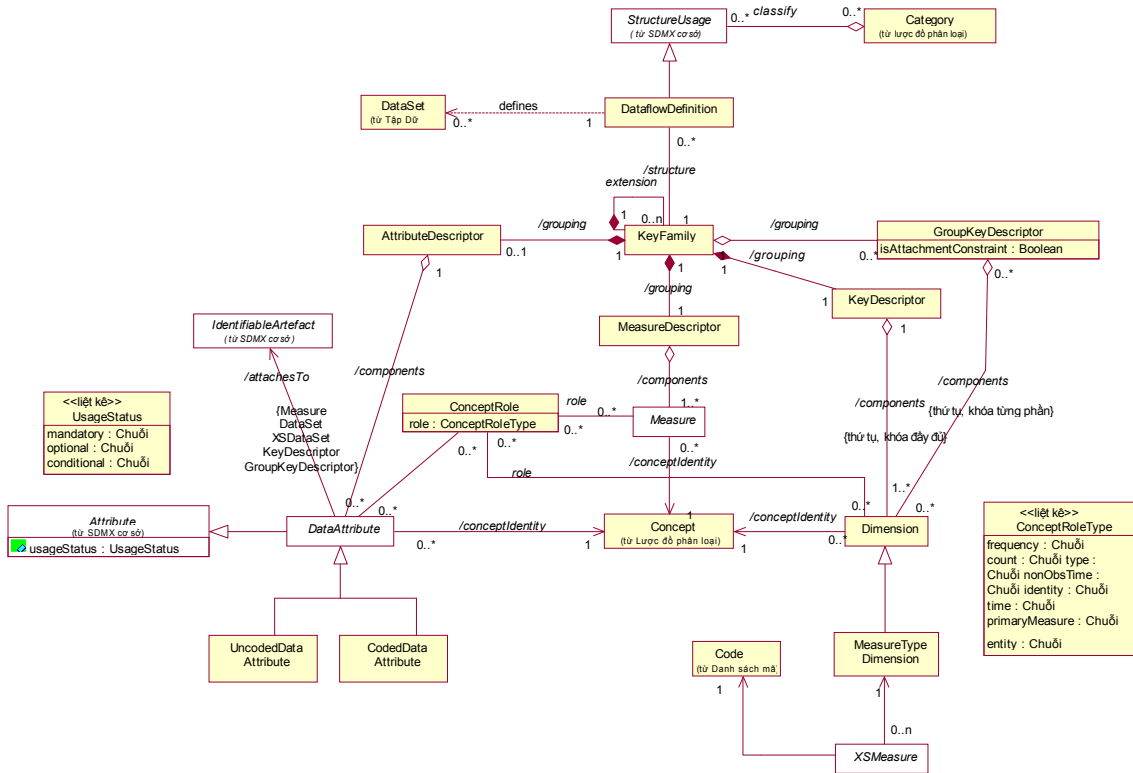 StructureUsage
( từ SDMX cơ sở)
0..*
classify
0..*
Category
(từ lược đồ phân loại)
DataSet
(từ Tập Dữ
0..*
defines
1
DataflowDefinition
0..*
/structure
extension
1
0..n
1
/grouping
AttributeDescriptor
0..1
1
KeyFamily
1
1
/grouping
0..*
GroupKeyDescriptor
isAttachmentConstraint : Boolean
0..*
1
/grouping
/grouping
1
KeyDescriptor
1
1
MeasureDescriptor
IdentifiableArtefact
( từ SDMX cơ sở)
/attachesTo
/components
/components
/components
{thứ tự, khóa từng phần}
/components
{thứ tự, khóa đầy đủ}
<<liệt kê>>
UsageStatus
mandatory : Chuỗi
optional : Chuỗi
conditional : Chuỗi
{Measure
DataSet
XSDataSet
KeyDescriptor
GroupKeyDescriptor}
ConceptRole
role : ConceptRoleType
role
0..*
0..*
1..*
Measure
0..*
0..*
0..*
/conceptIdentity
role
0..*
1..*
0..*
0..*
0..*
Attribute
(từ SDMX cơ sở)
usageStatus : UsageStatus
DataAttribute
/conceptIdentity
0..*
1
1
Concept
(từ Lược đồ phân loại)
/conceptIdentity
1
0..*
Dimension
<<liệt kê>>
ConceptRoleType
frequency : Chuỗi
count : Chuỗi type :
Chuỗi nonObsTime :
Chuỗi identity : Chuỗi
time : Chuỗi
primaryMeasure : Chuỗi
entity : Chuỗi
UncodedData
Attribute
CodedData
Attribute
Code
(từ Danh sách mã)
1
MeasureType
Dimension
1
0..n
XSMeasure